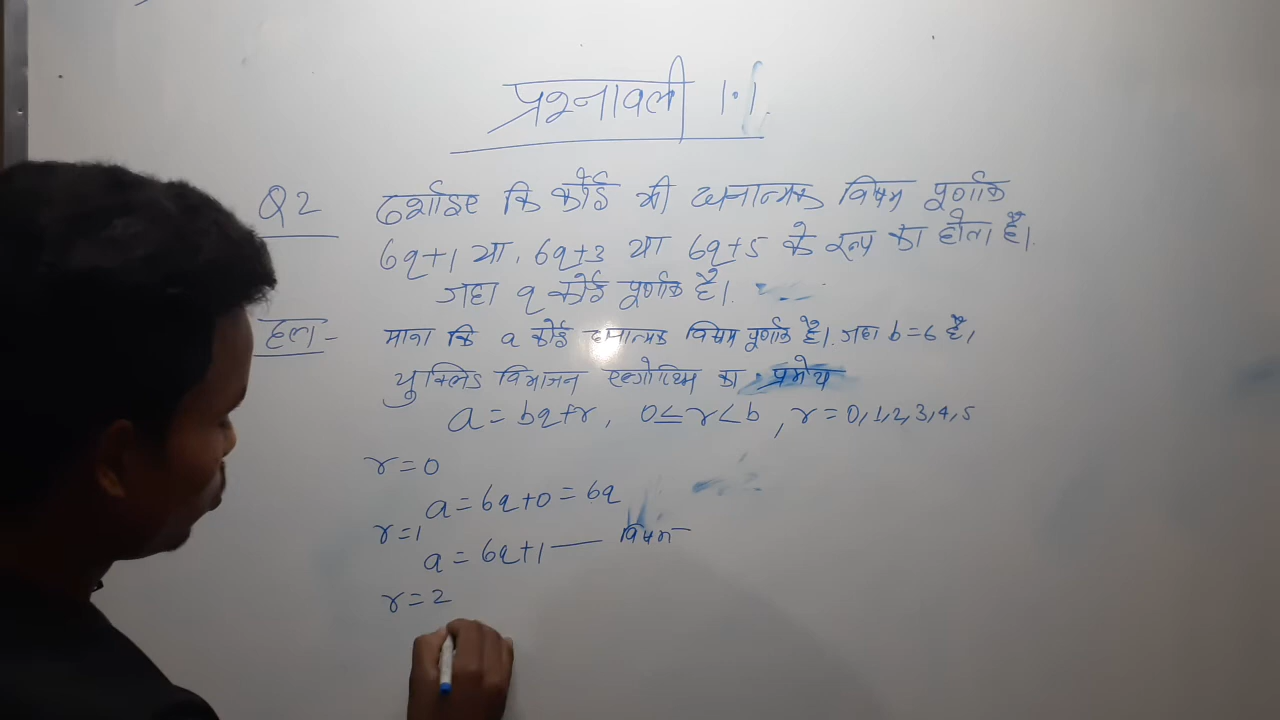 प्रश्नावली 1.1
Q2 दर्शाइए कि कोई भी धनात्मक विषम पूर्णांक
6q+1 या, 6q+3 या 6q+5 के रूप का होता है।
जहा q कोई पूर्णांक है।
हल:- माना कि a कोई धनात्मक विषम पूर्णांक है। जहा b=6 है,
युक्लिड विभाजन एल्गोरिथ्म का प्रमेय
a = bq+r, 0≤r<b, r = 0,1,2,3,4,5
r=0
a = 6q+0 = 6q
r=1
a = 6q+1 — विषम
r=2